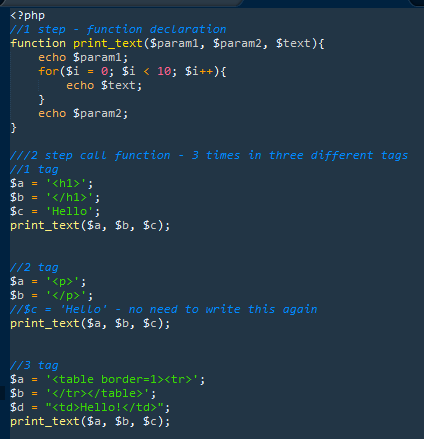 <?php
//1 step - function declaration
function print_text($param1, $param2, $text){
echo $param1;
for($i = 0; $i < 10; $i++){
echo $text;
}
echo $param2;
}
///2 step call function - 3 times in three different tags
//1 tag
$a = '<h1>';
$b = '</h1>';
$c = 'Hello';
print_text($a, $b, $c);
//2 tag
$a = '<p>';
$b = '</p>';
//$c = 'Hello' - no need to write this again
print_text($a, $b, $c);
//3 tag
$a = '<table border=1><tr>';
$b = '</tr></table>';
$d = "<td>Hello!</td>";
print_text($a, $b, $c);